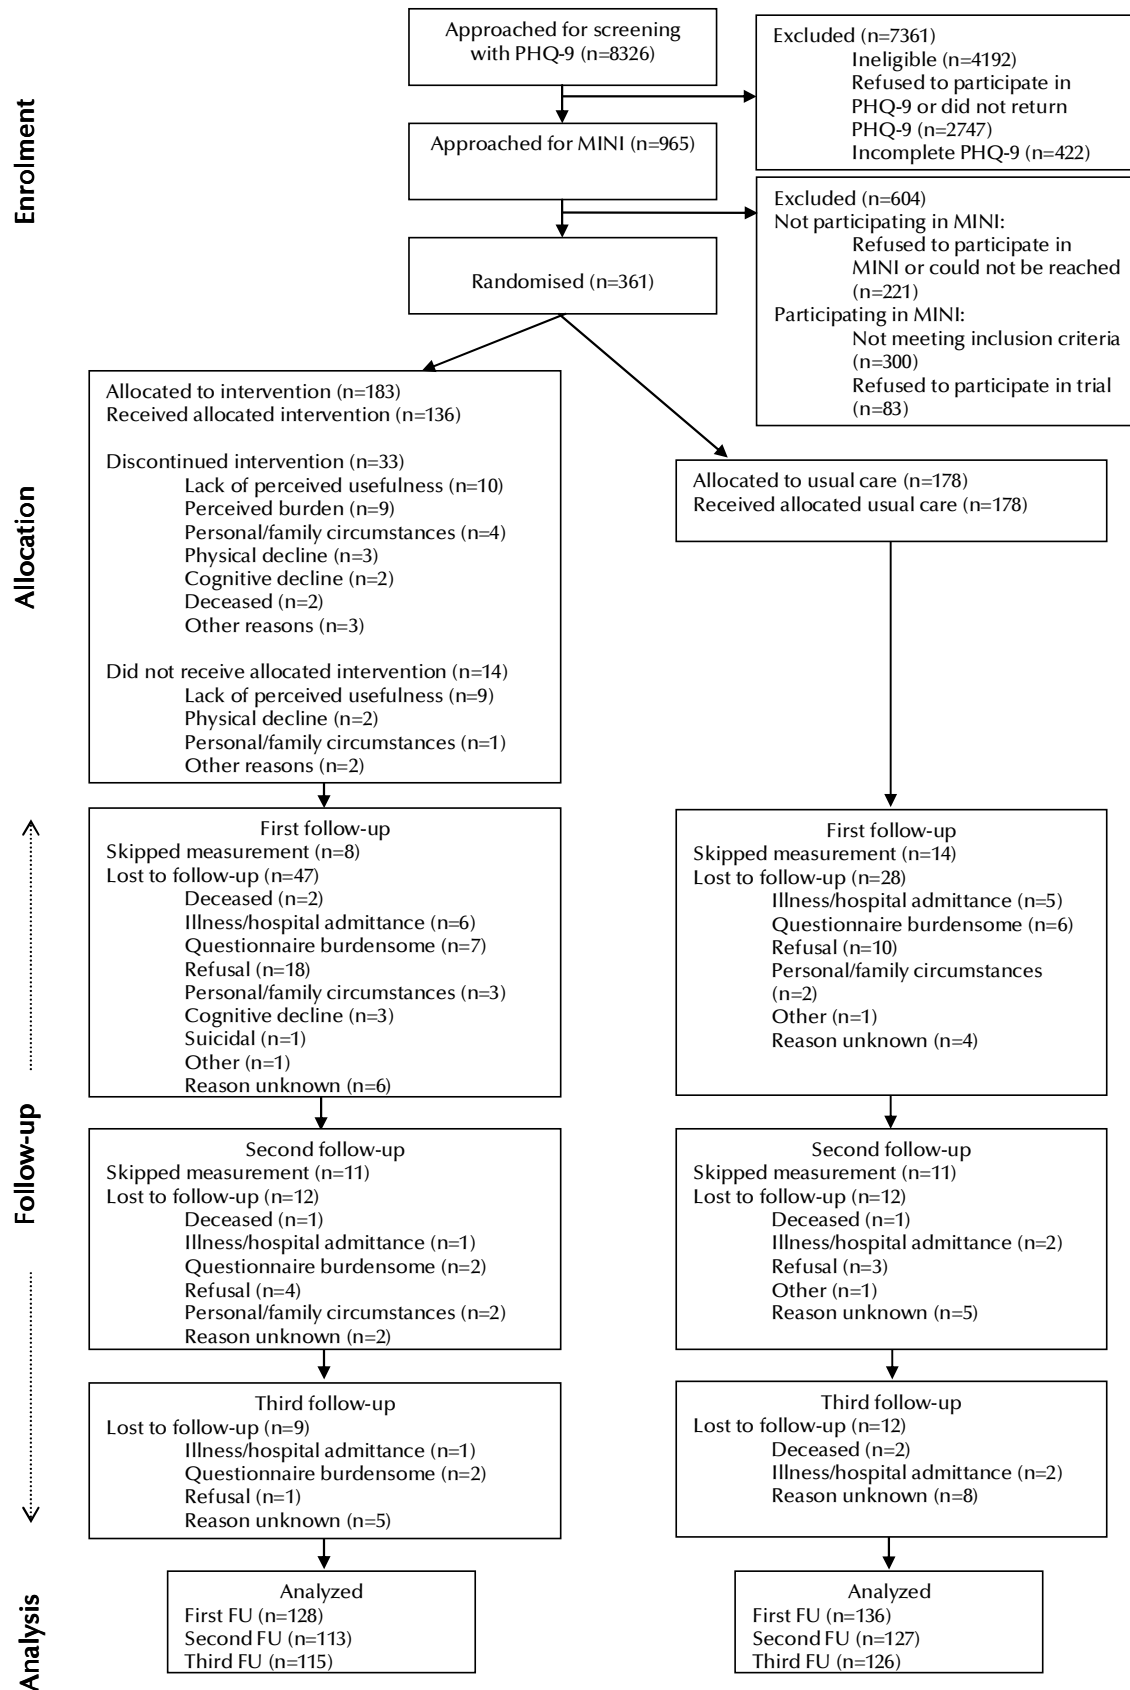 Enrolment
Approached for screening
with PHQ-9 (n=8326)
Excluded (n=7361)
Ineligible (n=4192)
Refused to participate in
PHQ-9 or did not return
PHQ-9 (n=2747)
Incomplete PHQ-9 (n=422)
Approached for MINI (n=965)
Excluded (n=604)
Not participating in MINI:
Refused to participate in
MINI or could not be reached
(n=221)
Participating in MINI:
Not meeting inclusion criteria
(n=300)
Refused to participate in trial
(n=83)
Randomised (n=361)
Allocation
Allocated to intervention (n=183)
Received allocated intervention (n=136)
Discontinued intervention (n=33)
Lack of perceived usefulness (n=10)
Perceived burden (n=9)
Personal/family circumstances (n=4)
Physical decline (n=3)
Cognitive decline (n=2)
Deceased (n=2)
Other reasons (n=3)
Did not receive allocated intervention (n=14)
Lack of perceived usefulness (n=9)
Physical decline (n=2)
Personal/family circumstances (n=1)
Other reasons (n=2)
Allocated to usual care (n=178)
Received allocated usual care (n=178)
Follow-up
First follow-up
Skipped measurement (n=8)
Lost to follow-up (n=47)
Deceased (n=2)
Illness/hospital admittance (n=6)
Questionnaire burdensome (n=7)
Refusal (n=18)
Personal/family circumstances (n=3)
Cognitive decline (n=3)
Suicidal (n=1)
Other (n=1)
Reason unknown (n=6)
First follow-up
Skipped measurement (n=14)
Lost to follow-up (n=28)
Illness/hospital admittance (n=5)
Questionnaire burdensome (n=6)
Refusal (n=10)
Personal/family circumstances
(n=2)
Other (n=1)
Reason unknown (n=4)
Second follow-up
Skipped measurement (n=11)
Lost to follow-up (n=12)
Deceased (n=1)
Illness/hospital admittance (n=1)
Questionnaire burdensome (n=2)
Refusal (n=4)
Personal/family circumstances (n=2)
Reason unknown (n=2)
Second follow-up
Skipped measurement (n=11)
Lost to follow-up (n=12)
Deceased (n=1)
Illness/hospital admittance (n=2)
Refusal (n=3)
Other (n=1)
Reason unknown (n=5)
Third follow-up
Lost to follow-up (n=9)
Illness/hospital admittance (n=1)
Questionnaire burdensome (n=2)
Refusal (n=1)
Reason unknown (n=5)
Third follow-up
Lost to follow-up (n=12)
Deceased (n=2)
Illness/hospital admittance (n=2)
Reason unknown (n=8)
Analysis
Analyzed
First FU (n=128)
Second FU (n=113)
Third FU (n=115)
Analyzed
First FU (n=136)
Second FU (n=127)
Third FU (n=126)